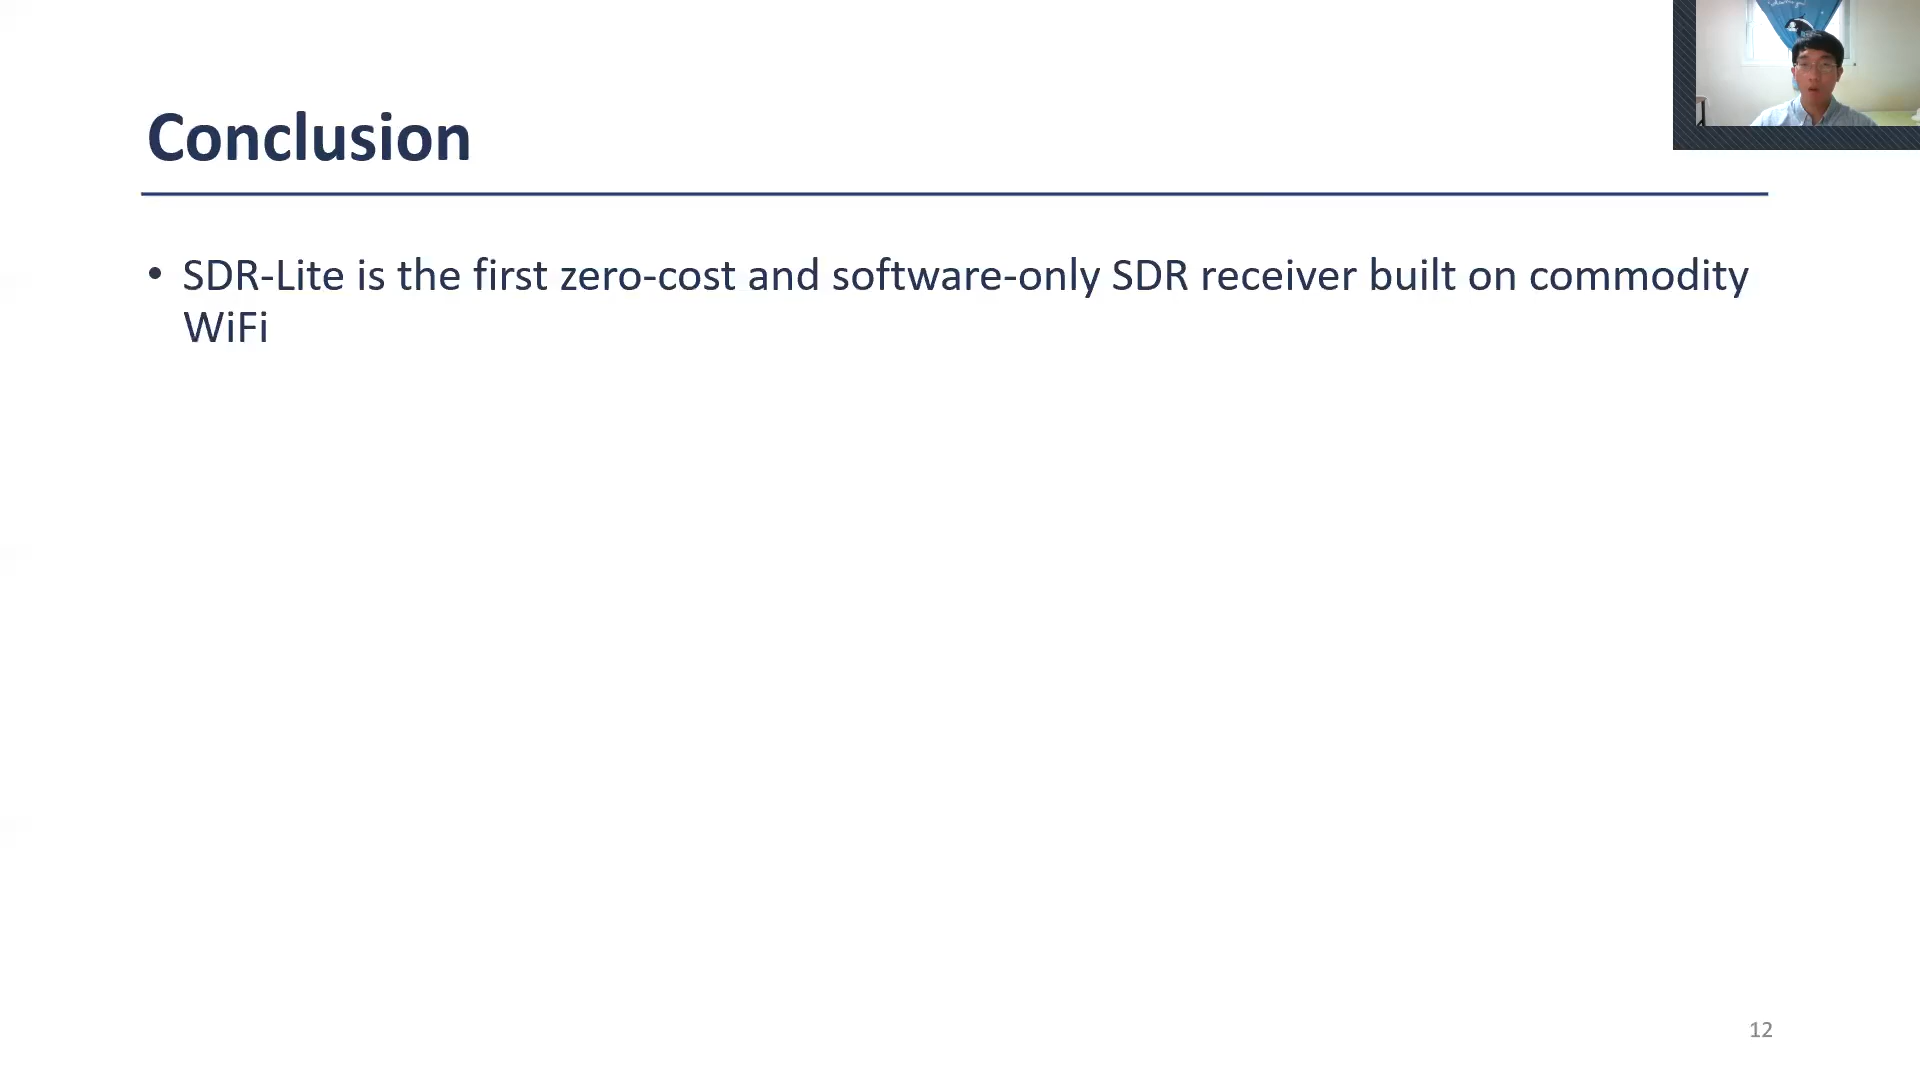 Conclusion
• SDR-Lite is the first zero-cost and software-only SDR receiver built on commodity
WiFi
12